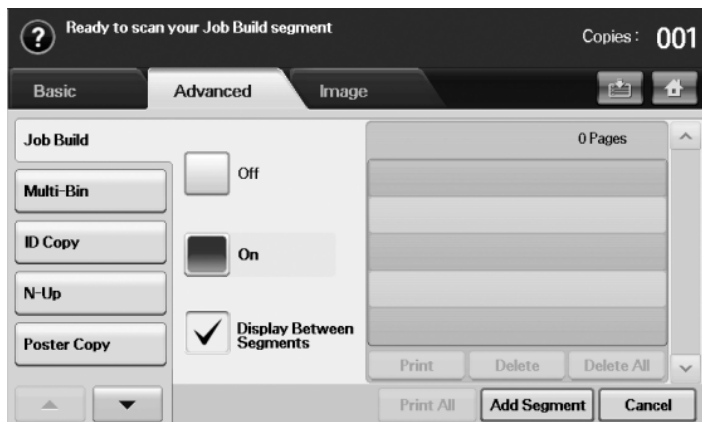 Ready to scan your Job Build segment
Copies : 001
Basic
Advanced
Image
Job Build
Multi-Bin
ID Copy
N-Up
Poster Copy
Off
On
Display Between
Segments
0 Pages
Print
Delete
Delete All
Print All
Add Segment
Cancel